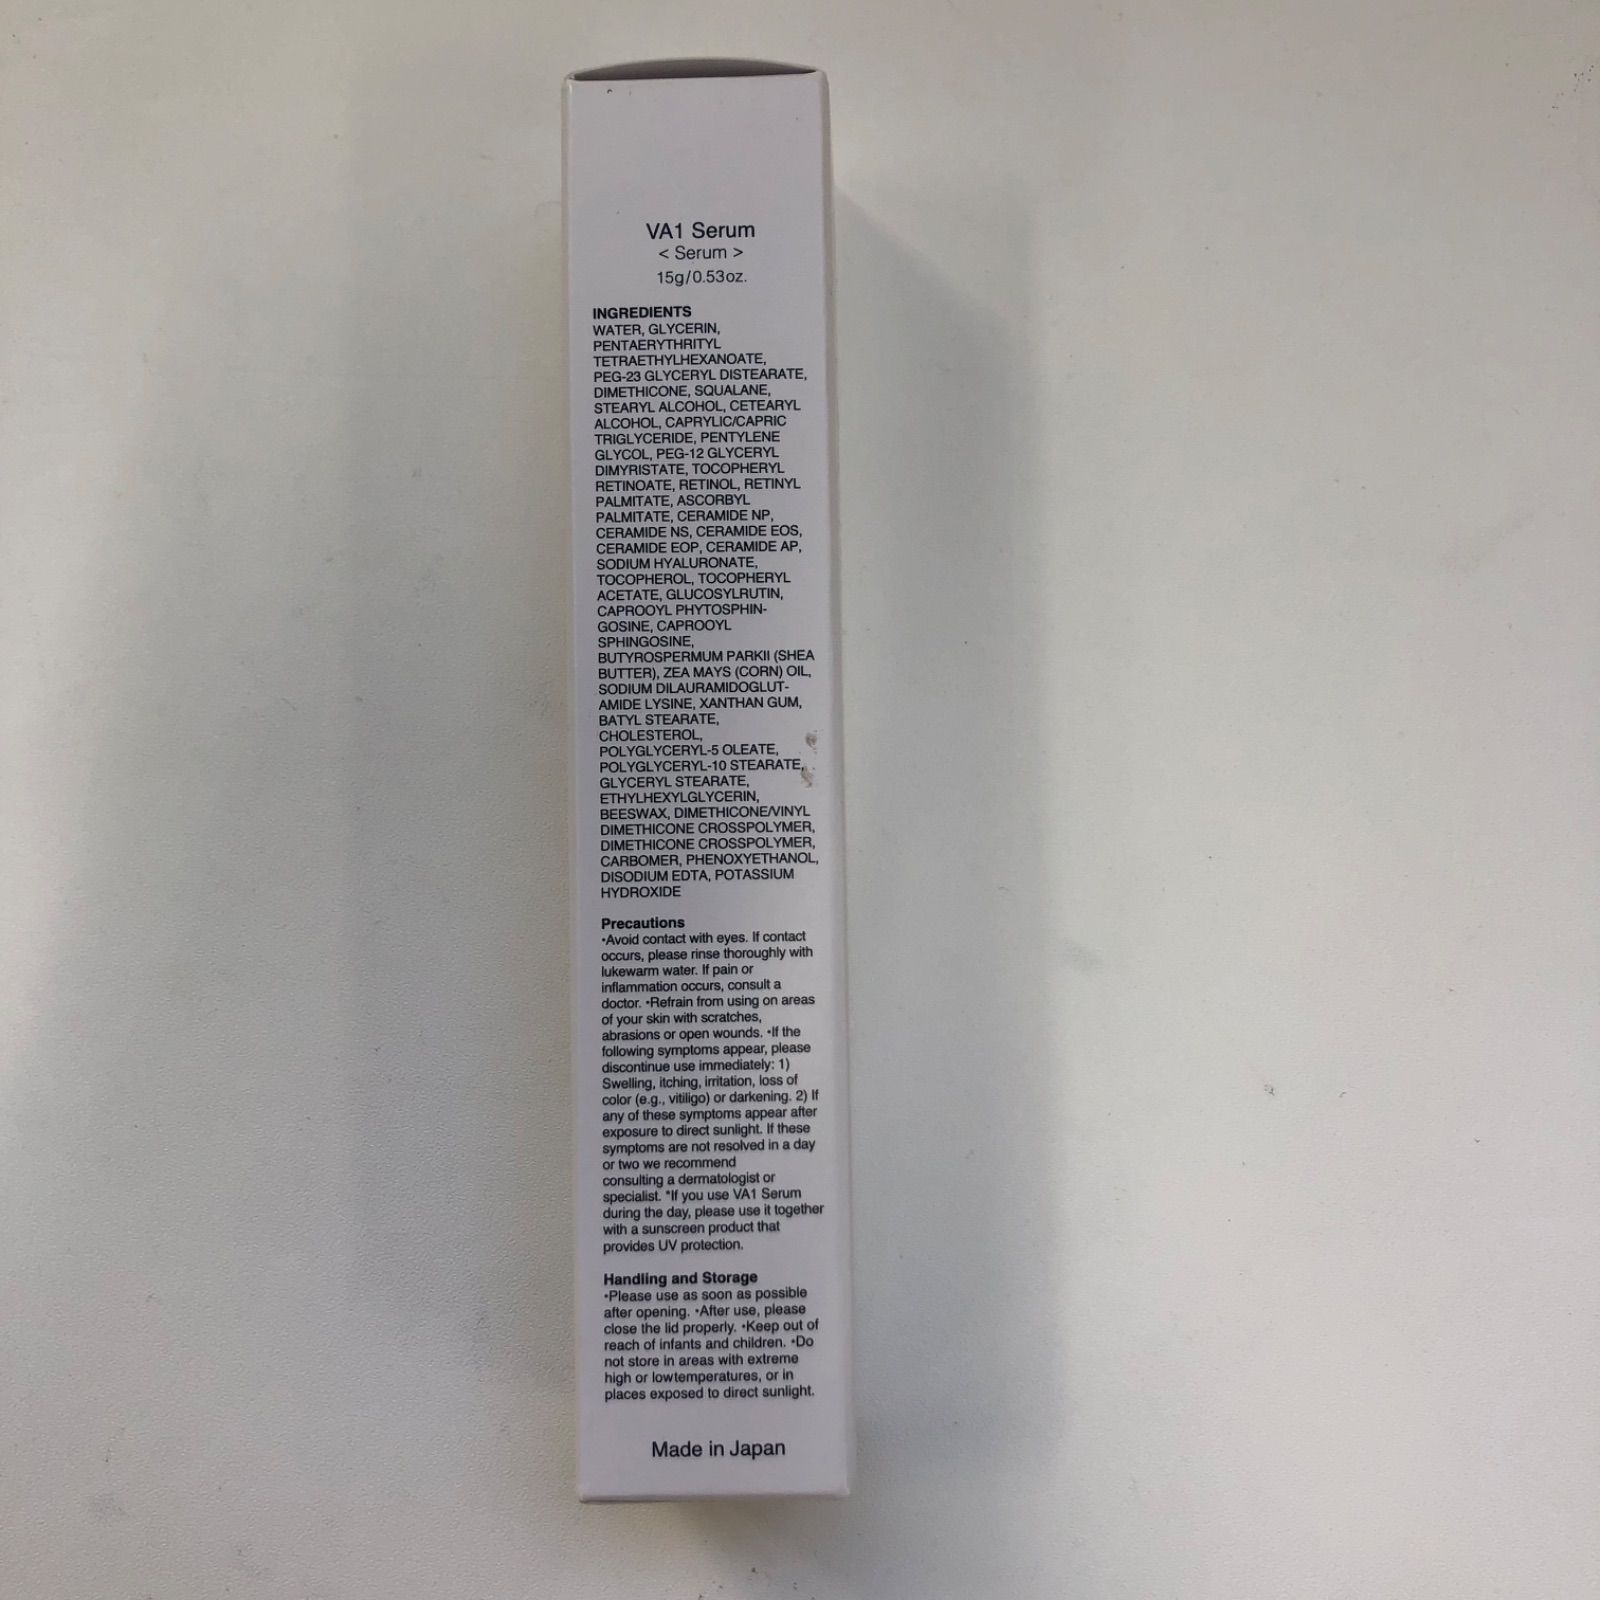 VA1 Serum
< Serum >
15g/0.53oz.
INGREDIENTS
WATER, GLYCERIN,
PENTAERYTHRITYL
TETRAETHYLHEXANOATE,
PEG-23 GLYCERYL DISTEARATE,
DIMETHICONE, SQUALANE,
STEARYL ALCOHOL, CETEARYL
ALCOHOL, CAPRYLIC/CAPRIC
TRIGLYCERIDE, PENTYLENE
GLYCOL, PEG-12 GLYCERYL
DIMYRISTATE, TOCOPHERYL
RETINOATE, RETINOL, RETINYL
PALMITATE, ASCORBYL
PALMITATE, CERAMIDE NP,
CERAMIDE NS, CERAMIDE EOS,
CERAMIDE EOP, CERAMIDE AP,
SODIUM HYALURONATE,
TOCOPHEROL, TOCOPHERYL
ACETATE, GLUCOSYLRUTIN,
CAPROOYL PHYTOSPHIN-
GOSINE, CAPROOYL
SPHINGOSINE,
BUTYROSPERMUM PARKII (SHEA
BUTTER), ZEA MAYS (CORN) OIL,
SODIUM DILAURAMIDOGLUT-
AMIDE LYSINE, XANTHAN GUM,
BATYL STEARATE,
CHOLESTEROL,
POLYGLYCERYL-5 OLEATE,
POLYGLYCERYL-10 STEARATE,
GLYCERYL STEARATE,
ETHYLHEXYLGLYCERIN,
BEESWAX, DIMETHICONE/VINYL
DIMETHICONE CROSSPOLYMER,
DIMETHICONE CROSSPOLYMER,
CARBOMER, PHENOXYETHANOL,
DISODIUM EDTA, POTASSIUM
HYDROXIDE
Precautions
•Avoid contact with eyes. If contact
occurs, please rinse thoroughly with
lukewarm water. If pain or
inflammation occurs, consult a
doctor. •Refrain from using on areas
of your skin with scratches,
abrasions or open wounds. •If the
following symptoms appear, please
discontinue use immediately: 1)
Swelling, itching, irritation, loss of
color (e.g., vitiligo) or darkening. 2) If
any of these symptoms appear after
exposure to direct sunlight. If these
symptoms are not resolved in a day
or two we recommend
consulting a dermatologist or
specialist. *If you use VA1 Serum
during the day, please use it together
with a sunscreen product that
provides UV protection.
Handling and Storage
•Please use as soon as possible
after opening. •After use, please
close the lid properly. •Keep out of
reach of infants and children. •Do
not store in areas with extreme
high or lowtemperatures, or in
places exposed to direct sunlight.
Made in Japan